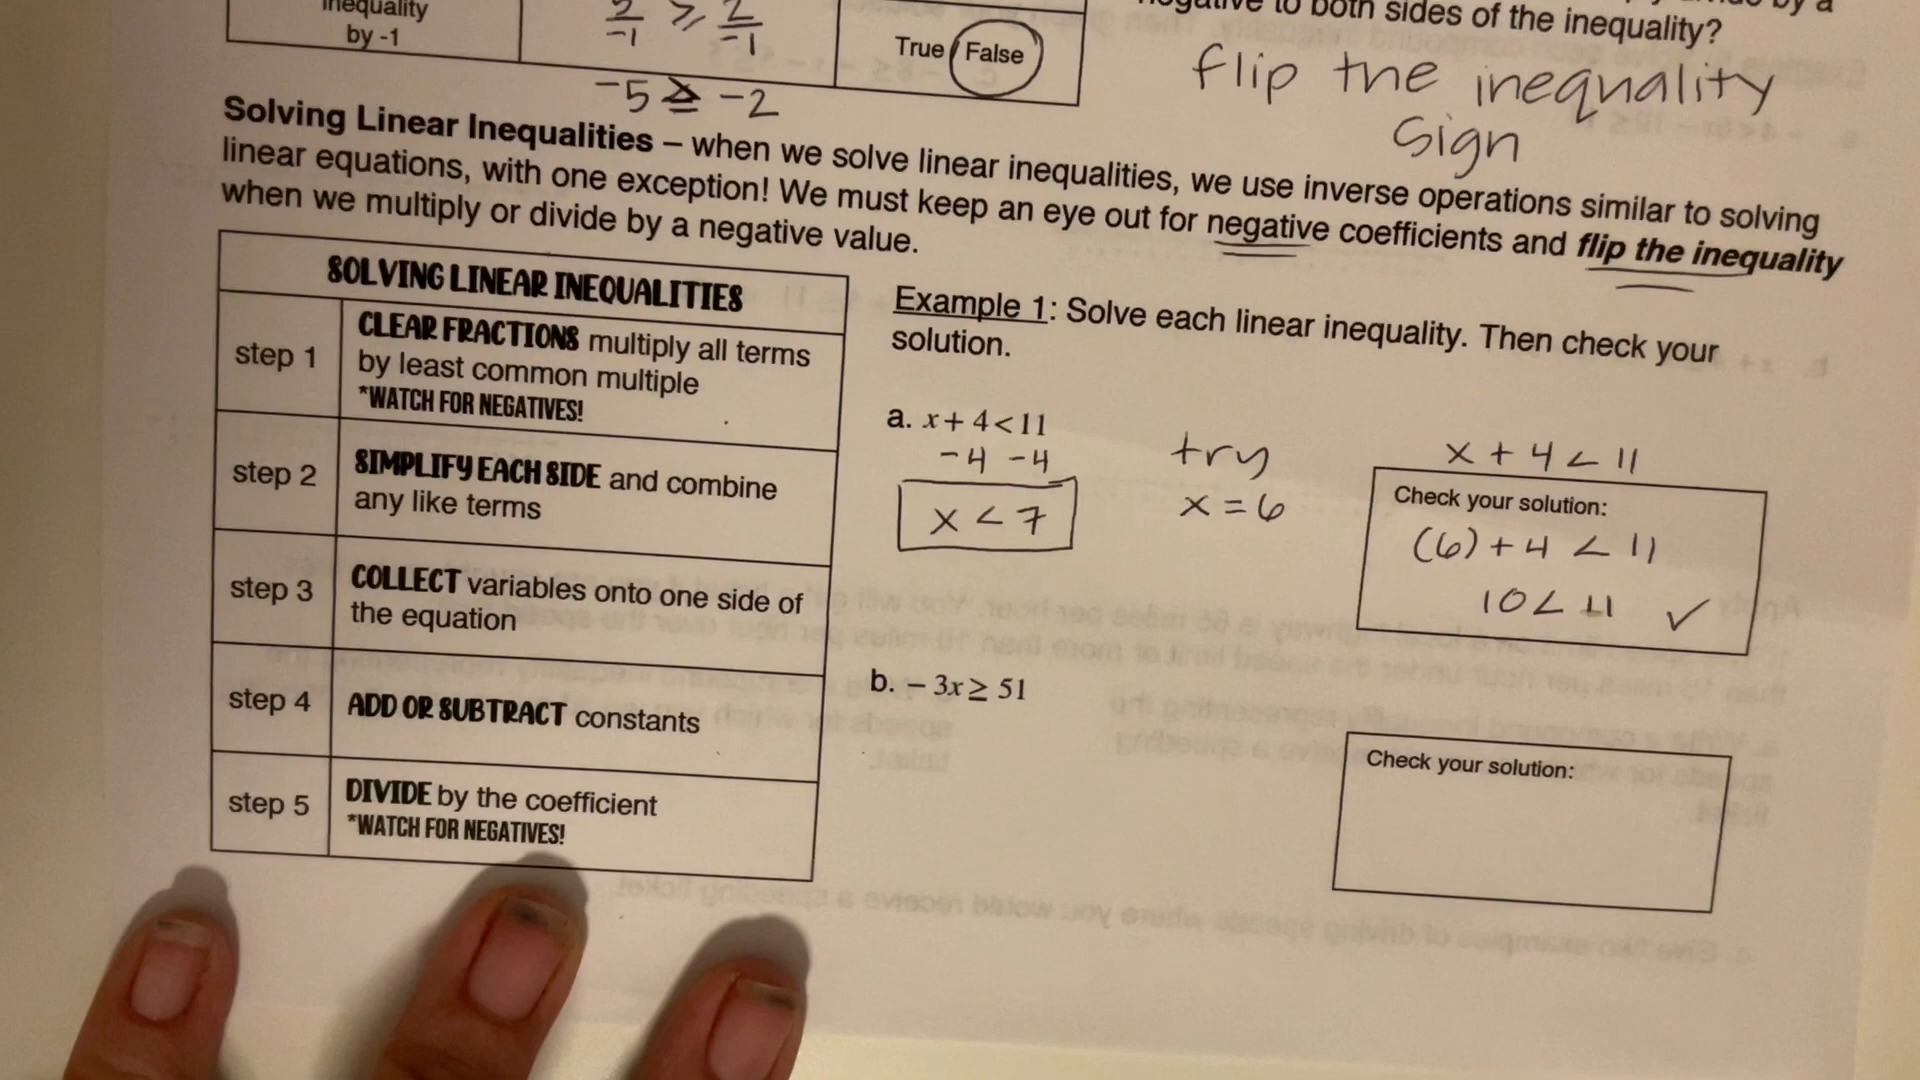 inequality
by -1
≥
-1 -1
-5 ≥ -2
True / False
to both sides of the inequality?
flip the inequality
sign
Solving Linear Inequalities – when we solve linear inequalities, we use inverse operations similar to solving
linear equations, with one exception! We must keep an eye out for negative coefficients and flip the inequality
when we multiply or divide by a negative value.
SOLVING LINEAR INEQUALITIES
step 1
CLEAR FRACTIONS multiply all terms
by least common multiple
*WATCH FOR NEGATIVES!
step 2
SIMPLIFY EACH SIDE and combine
any like terms
step 3
COLLECT variables onto one side of
the equation
step 4
ADD OR SUBTRACT constants
step 5
DIVIDE by the coefficient
*WATCH FOR NEGATIVES!
Example 1: Solve each linear inequality. Then check your
solution.
a. x + 4 < 11
-4 -4
x < 7
try
x = 6
x + 4 < 11
Check your solution:
(6) + 4 < 11
10 < 11 ✓
b. – 3x ≥ 51
Check your solution: